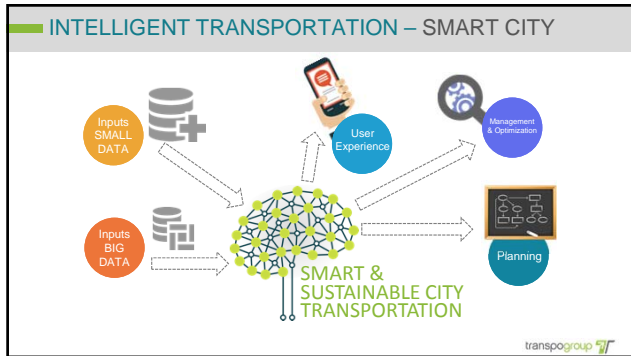 INTELLIGENT TRANSPORTATION – SMART CITY
Inputs
SMALL
DATA
User
Experience
Management
& Optimization
Inputs
BIG
DATA
Planning
SMART &
SUSTAINABLE CITY
TRANSPORTATION
transpogroup